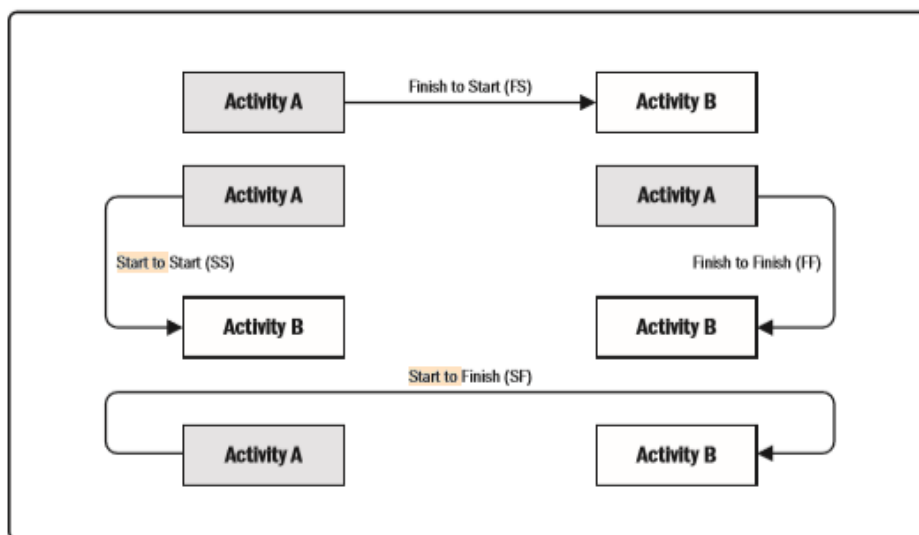 Activity A
Finish to Start (FS)
Activity B
Activity A
Activity A
Start to Start (SS)
Finish to Finish (FF)
Activity B
Activity B
Start to Finish (SF)
Activity A
Activity B